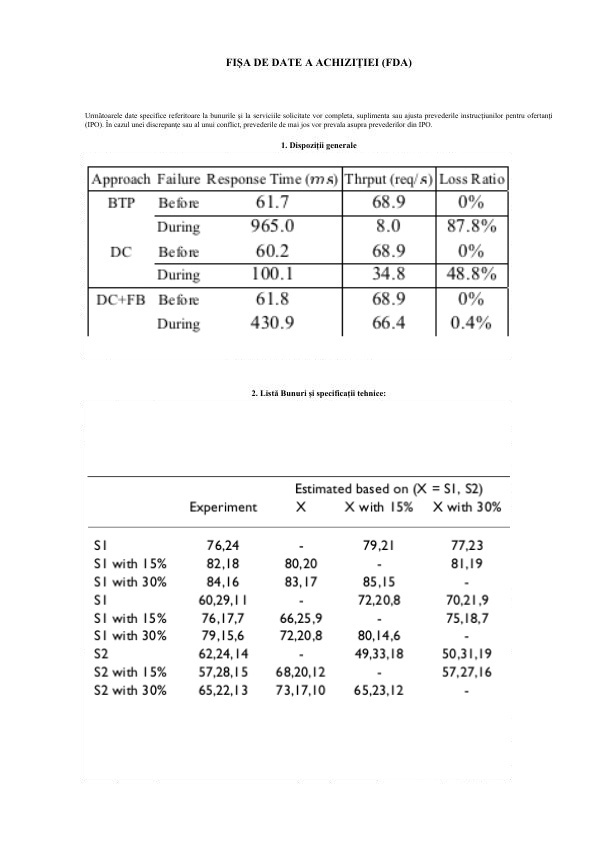 FIȘA DE DATE A ACHIZIȚIEI (FDA)
Următoarele date specifice referitoare la bunurile și la serviciile solicitate vor completa, suplimenta sau ajusta prevederile instrucțiunilor pentru ofertanți
(IPO). În cazul unei discrepanțe sau al unui conflict, prevederile de mai jos vor prevala asupra prevederilor din IPO.
1. Dispoziții generale
Approach Failure Response Time (ms) Thrput (req/s) Loss Ratio
BTP Before 61.7 68.9 0%
During 965.0 8.0 87.8%
DC Before 60.2 68.9 0%
During 100.1 34.8 48.8%
DC+FB Before 61.8 68.9 0%
During 430.9 66.4 0.4%
2. Listă Bunuri și specificații tehnice:
Estimated based on (X = S1, S2)
Experiment X X with 15% X with 30%
S1 76,24 - 79,21 77,23
S1 with 15% 82,18 80,20 - 81,19
S1 with 30% 84,16 83,17 85,15 -
S1 60,29,11 - 72,20,8 70,21,9
S1 with 15% 76,17,7 66,25,9 - 75,18,7
S1 with 30% 79,15,6 72,20,8 80,14,6 -
S2 62,24,14 - 49,33,18 50,31,19
S2 with 15% 57,28,15 68,20,12 - 57,27,16
S2 with 30% 65,22,13 73,17,10 65,23,12 -